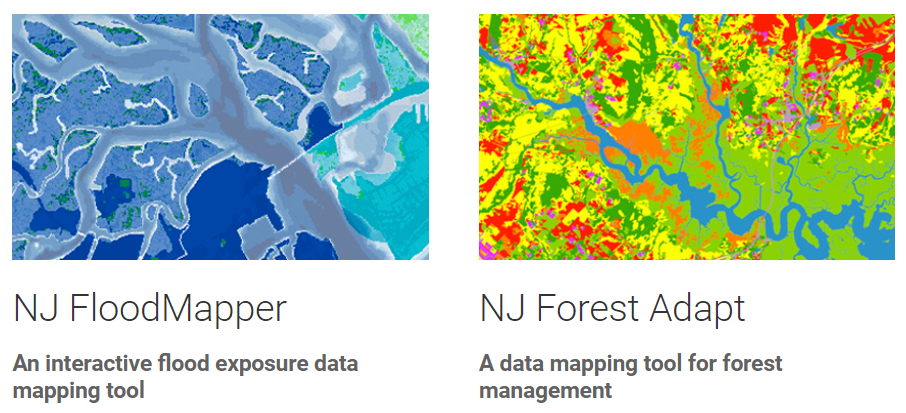 NJ FloodMapper
An interactive flood exposure data
mapping tool
NJ Forest Adapt
A data mapping tool for forest
management